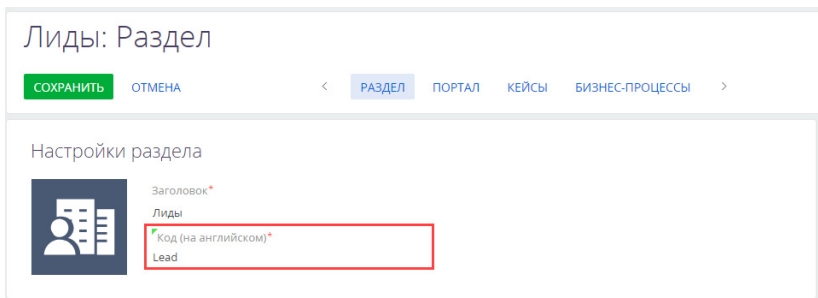 Лиды: Раздел
СОХРАНИТЬ ОТМЕНА < РАЗДЕЛ ПОРТАЛ КЕЙСЫ БИЗНЕС-ПРОЦЕССЫ >
Настройки раздела
Заголовок*
Лиды
Код (на английском)*
Lead